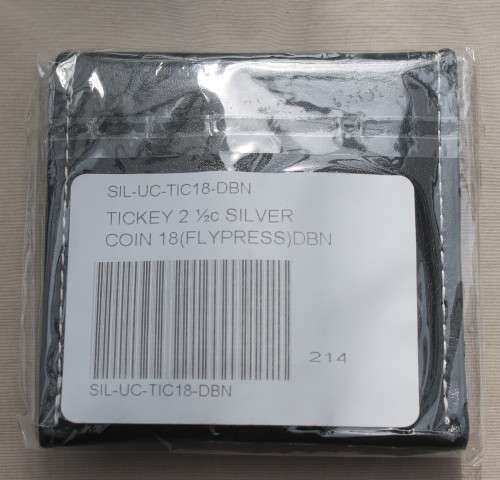 SIL-UC-TIC18-DBN
TICKEY 2 ½c SILVER
COIN 18(FLYPRESS)DBN
214
SIL-UC-TIC18-DBN